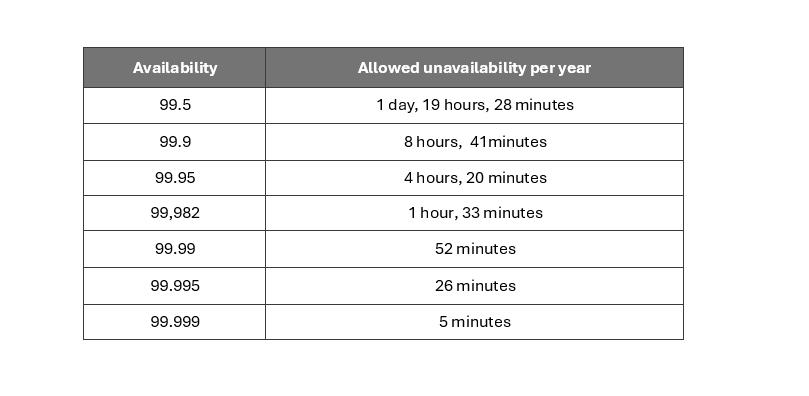 Availability Allowed unavailability per year
99.5 1 day, 19 hours, 28 minutes
99.9 8 hours,  41minutes
99.95 4 hours, 20 minutes
99,982 1 hour, 33 minutes
99.99 52 minutes
99.995 26 minutes
99.999 5 minutes